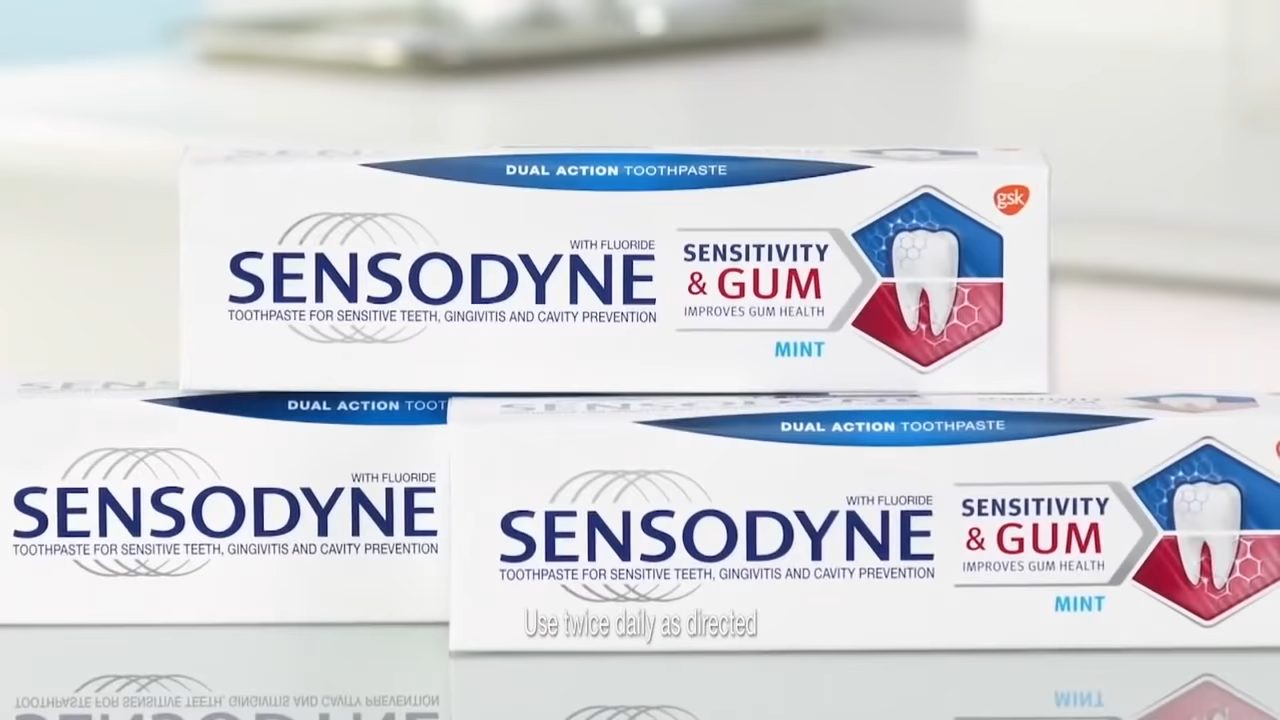 DUAL ACTION TOOTHPASTE
gsk
WITH FLUORIDE
SENSODYNE
TOOTHPASTE FOR SENSITIVE TEETH, GINGIVITIS AND CAVITY PREVENTION
SENSITIVITY
& GUM
IMPROVES GUM HEALTH
MINT
DUAL ACTION TOOT
WITH FLUORIDE
SENSODYNE
TOOTHPASTE FOR SENSITIVE TEETH, GINGIVITIS AND CAVITY PREVENTION
DUAL ACTION TOOTHPASTE
WITH FLUORIDE
SENSODYNE
TOOTHPASTE FOR SENSITIVE TEETH, GINGIVITIS AND CAVITY PREVENTION
SENSITIVITY
& GUM
IMPROVES GUM HEALTH
MINT
Use twice daily as directed